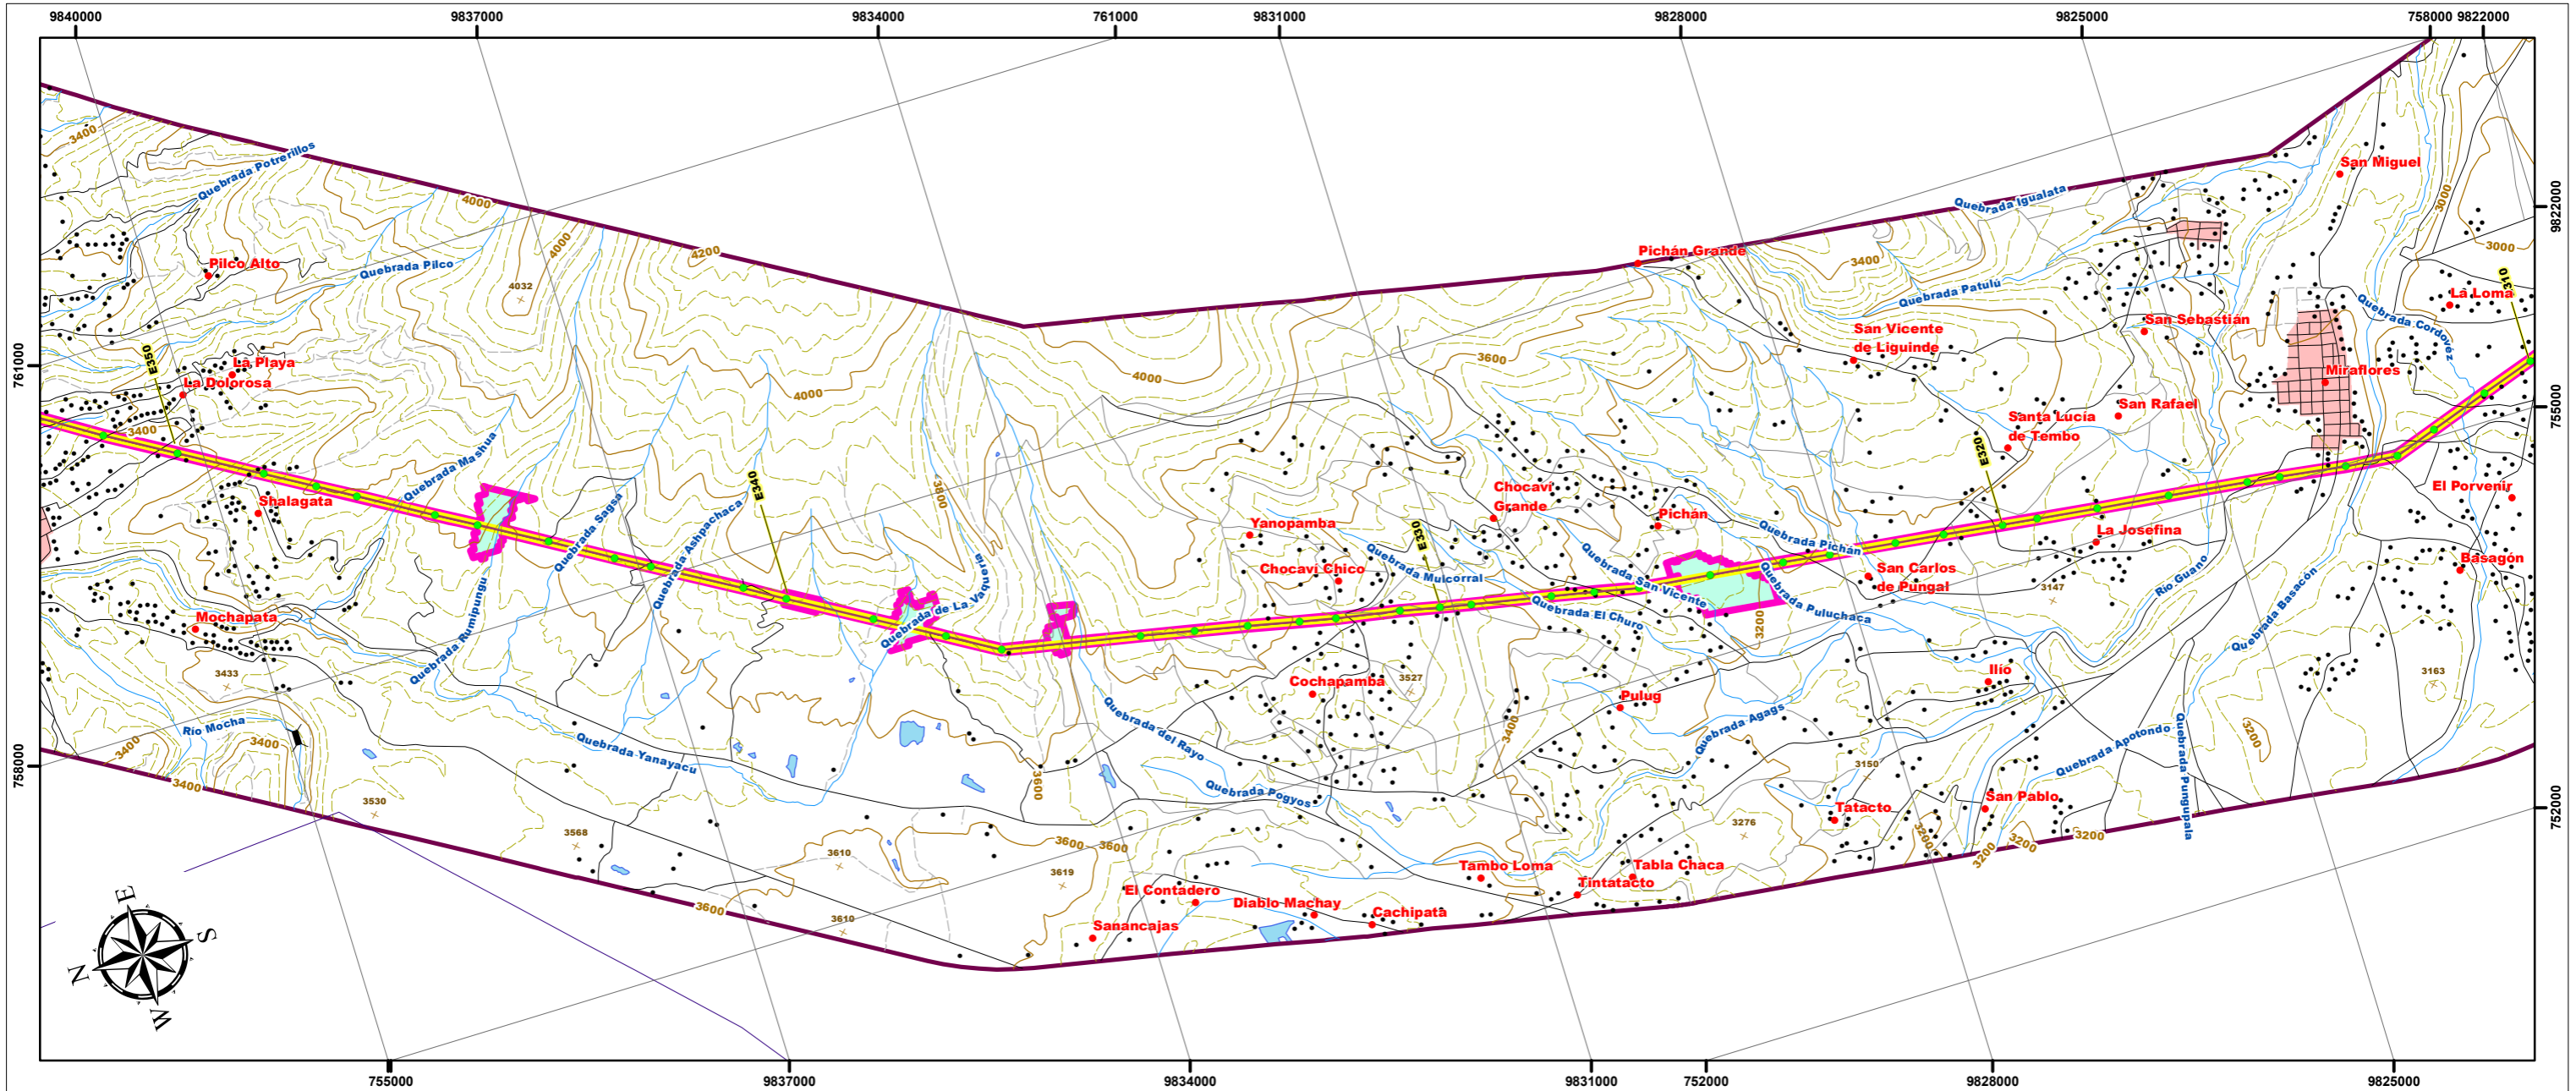 9840000
9837000
9834000
761000
9831000
9828000
9825000
758000
9822000
3400
Quebrada Potrerillos
4000
4000
4200
Pilco Alto
Quebrada Pilco
4032
Pichán Grande
3400
Quebrada Igualata
San Miguel
3000
3000
9822000
Quebrada Patulú
La Loma
E310
San Sebastián
San Vicente
de Liguinde
Quebrada Cordovez
761000
E350
La Playa
La Dolorosa
3600
4000
4000
Miraflores
755000
San Rafael
Santa Lucía
de Tembo
3400
Quebrada Mashua
E320
E340
3800
Chocaví
Grande
Shalagata
Quebrada Sagsa
Quebrada Ashpachaca
Yanopamba
E330
Pichán
El Porvenir
Quebrada Pichán
La Josefina
Basagón
Quebrada Mulcorral
Chocaví Chico
Quebrada San Vicente
San Carlos
de Pungal
Quebrada Puluchaca
3147
Río Guano
Quebrada Basacón
Mochapata
Quebrada Rumipungu
Quebrada de La Vaquería
Quebrada El Churo
3200
3433
Cochapamba
3527
Pulug
Ilío
3163
Río Mocha
3400
3400
3400
Quebrada Yanayacu
Quebrada del Rayo
3400
Quebrada Agags
Quebrada Apotondo
Quebrada Pungupala
3200
758000
3530
3600
Quebrada Pogyos
3150
3568
3610
3600
3600
3276
Tatacto
San Pablo
3200
3200
3200
3200
752000
3619
Tambo Loma
Tabla Chaca
Tintatacto
El Contadero
Diablo Machay
Cachipata
Sanancajas
3600
3610
E
S
N
W
755000
9837000
9834000
9831000
752000
9828000
9825000